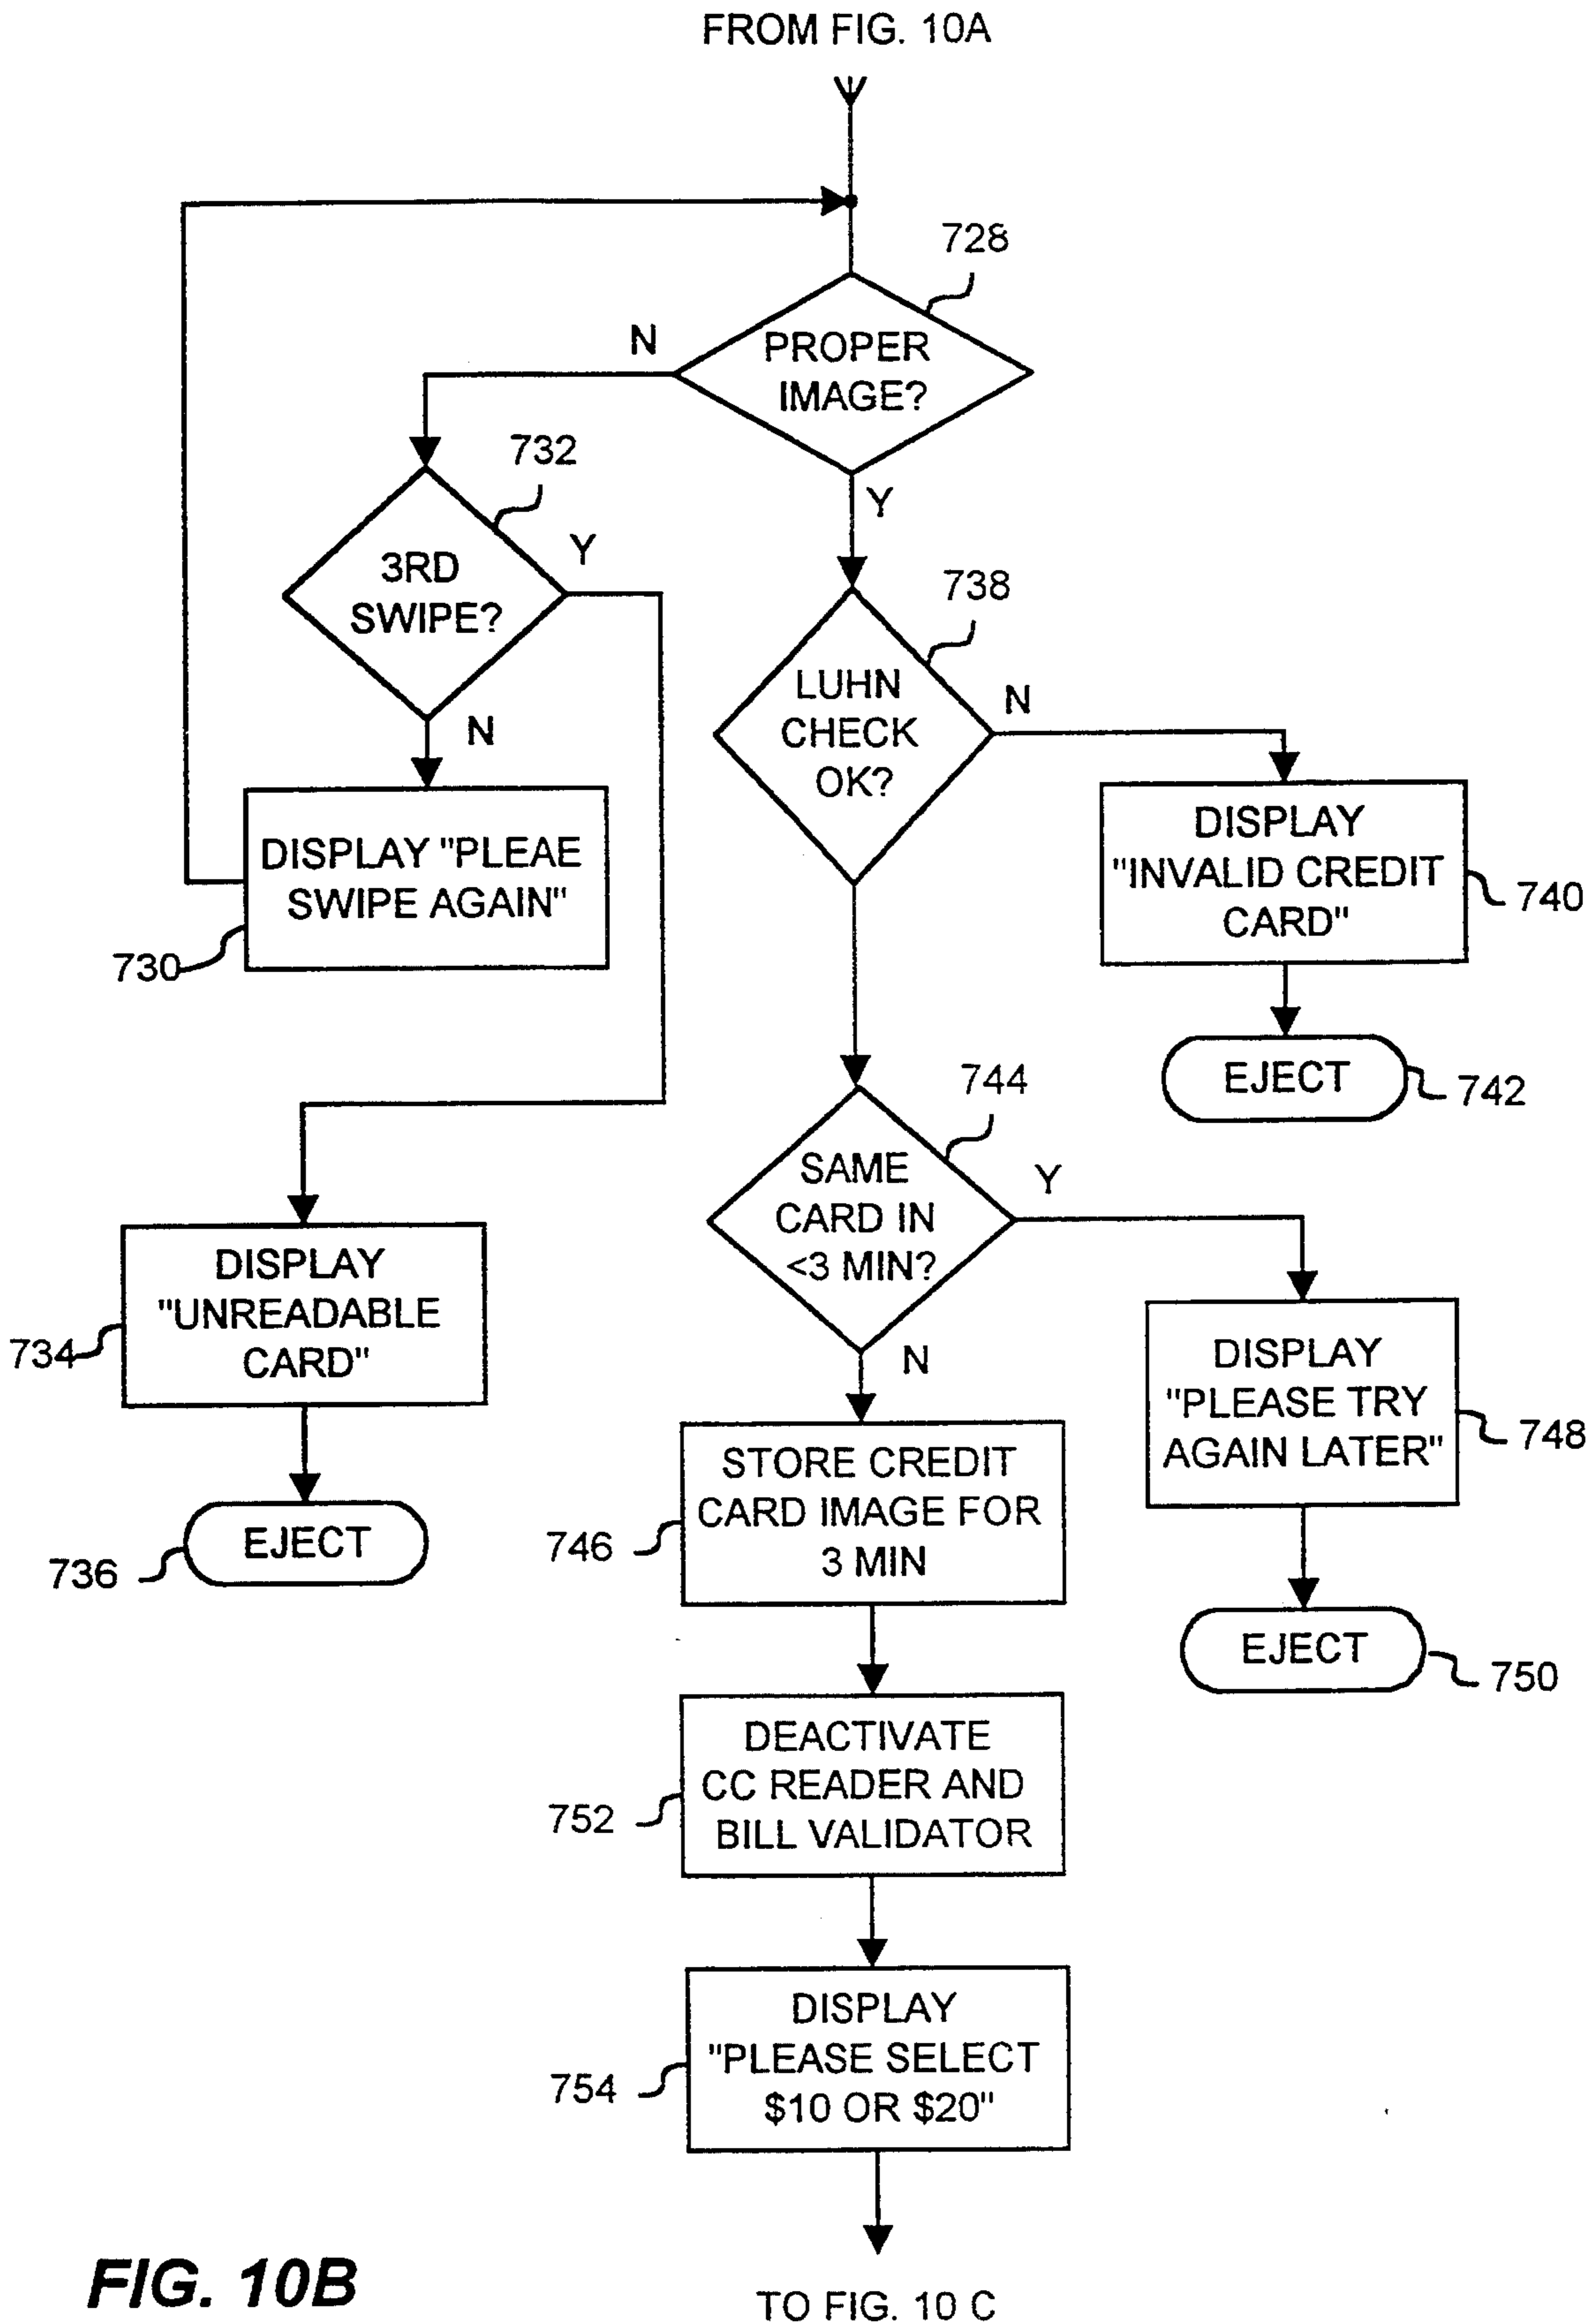 FROM FIG. 10A
728
N
PROPER
IMAGE?
Y
732
3RD
SWIPE?
Y
N
738
LUHN
CHECK
OK?
N
DISPLAY "PLEAE
SWIPE AGAIN"
730
DISPLAY
"INVALID CREDIT
CARD"
740
EJECT
742
744
SAME
CARD IN
<3 MIN?
Y
N
DISPLAY
"UNREADABLE
CARD"
734
EJECT
736
DISPLAY
"PLEASE TRY
AGAIN LATER"
748
EJECT
750
STORE CREDIT
CARD IMAGE FOR
3 MIN
746
DEACTIVATE
CC READER AND
BILL VALIDATOR
752
DISPLAY
"PLEASE SELECT
$10 OR $20"
754
FIG. 10B
TO FIG. 10 C